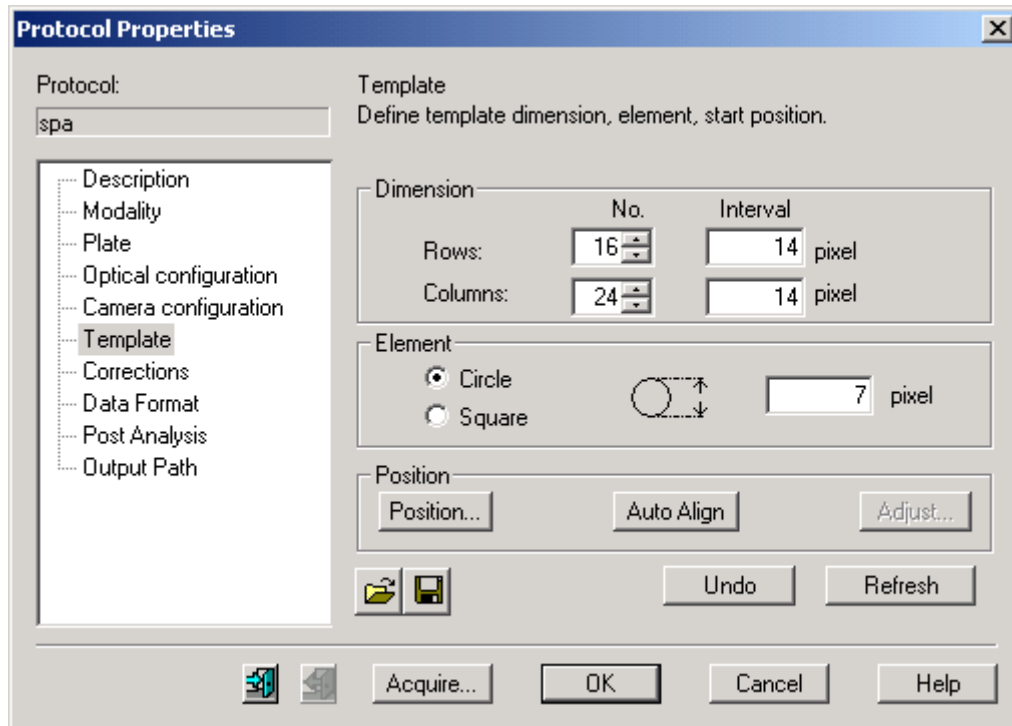 Protocol Properties
Protocol:
spa
Description
Modality
Plate
Optical configuration
Camera configuration
Template
Corrections
Data Format
Post Analysis
Output Path
Template
Define template dimension, element, start position.
Dimension
No. Interval
Rows: 16 14 pixel
Columns: 24 14 pixel
Element
Circle
Square
7 pixel
Position
Position... Auto Align Adjust...
Undo Refresh
Acquire... OK Cancel Help